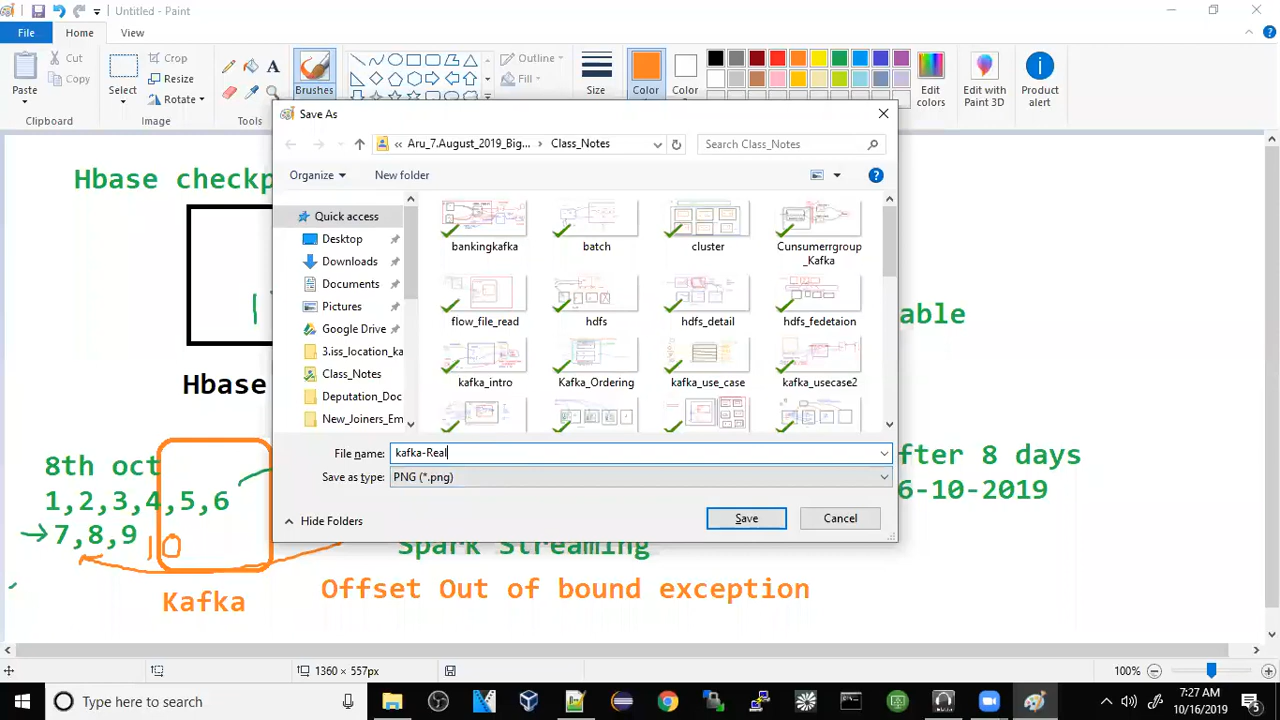 Untitled - Paint
File
Home
View
Paste
Cut
Copy
Clipboard
Select
Crop
Resize
Rotate
Image
Tools
Brushes
Outline
Fill
Size
Color
Color
Edit colors
Edit with Paint 3D
Product alert
Save As
« Aru_7.August_2019_Big... > Class_Notes
Search Class_Notes
Organize
New folder
Quick access
Desktop
Downloads
Documents
Pictures
Google Drive
3.iss_location_ka
Class_Notes
Deputation_Doc
New_Joiners_Em
bankingkafka
batch
cluster
Cunsumerrgroup_Kafka
flow_file_read
hdfs
hdfs_detail
hdfs_fedetaion
kafka_intro
Kafka_Ordering
kafka_use_case
kafka_usecase2
File name: kafka-Real
Save as type: PNG (*.png)
Hide Folders
Save
Cancel
Hbase checkp
able
Hbase
8th oct
1,2,3,4,5,6
7,8,9 10
Kafka
fter 8 days
6-10-2019
Spark Streaming
Offset Out of bound exception
1360 × 557px
100%
Type here to search
7:27 AM
10/16/2019
5